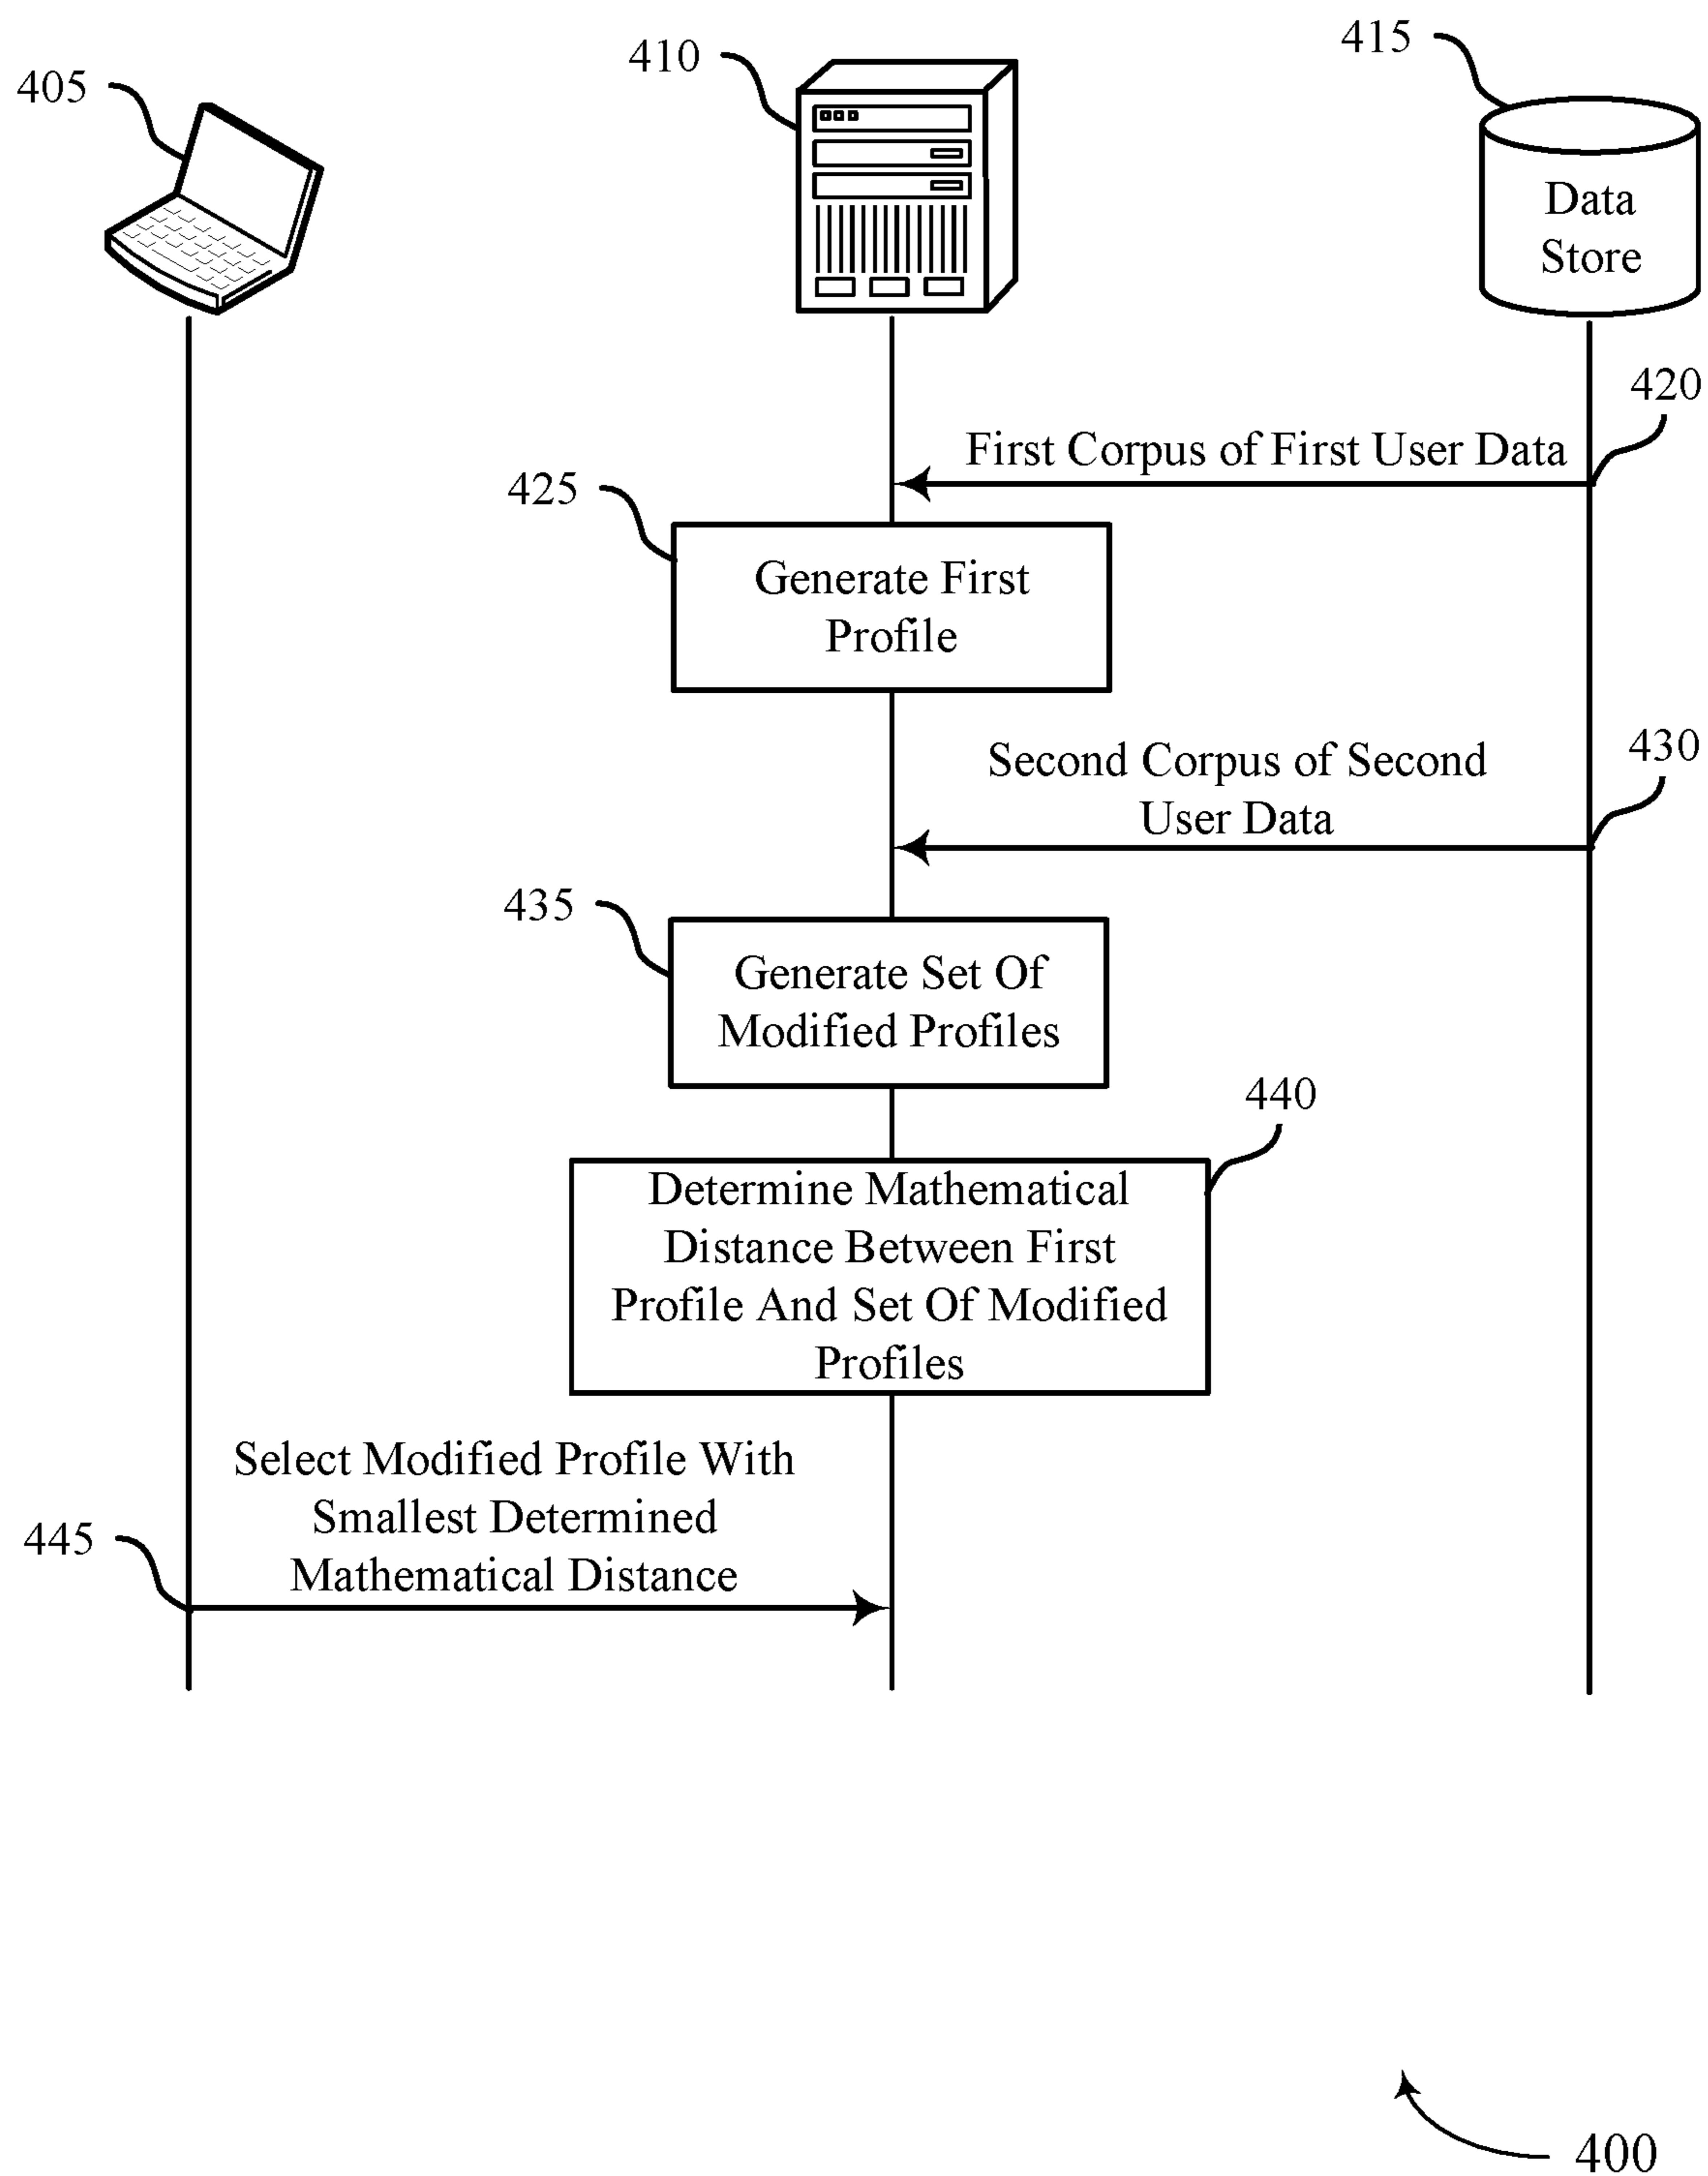 415
410
405
Data
Store
420
First Corpus of First User Data
425
Generate First
Profile
430
Second Corpus of Second
User Data
435
Generate Set Of
Modified Profiles
440
Determine Mathematical
Distance Between First
Profile And Set Of Modified
Profiles
Select Modified Profile With
Smallest Determined
Mathematical Distance
445
400